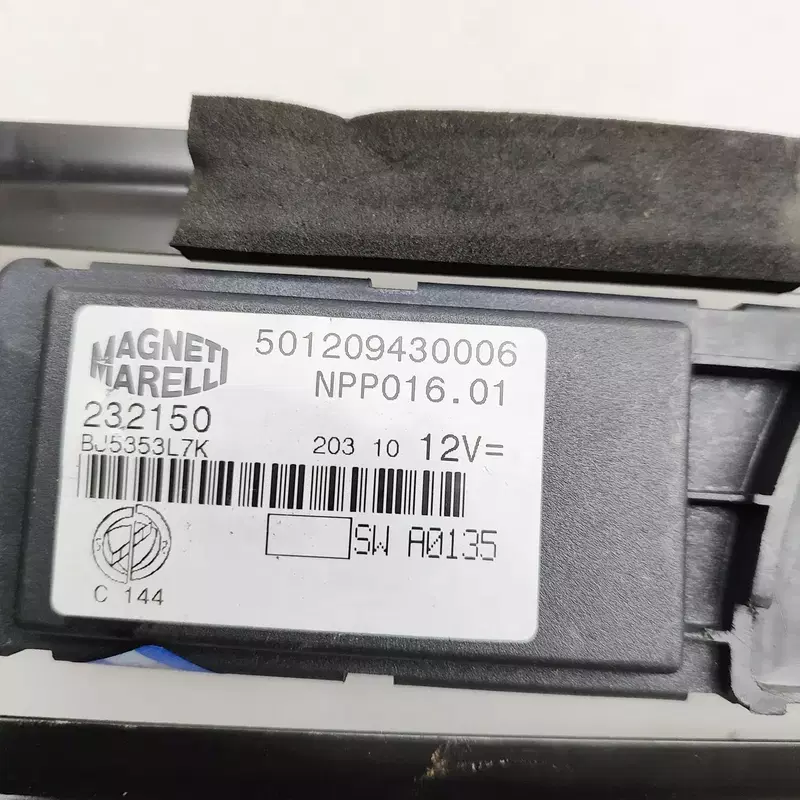 MAGNETI
MARELLI
501209430006
NPP016.01
232150
BJ5353L7K
203 10 12V=
SW A0135
C 144